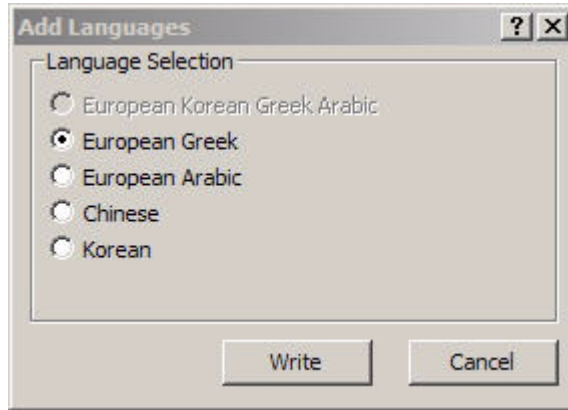 Add Languages
Language Selection
European Korean Greek Arabic
European Greek
European Arabic
Chinese
Korean
Write Cancel